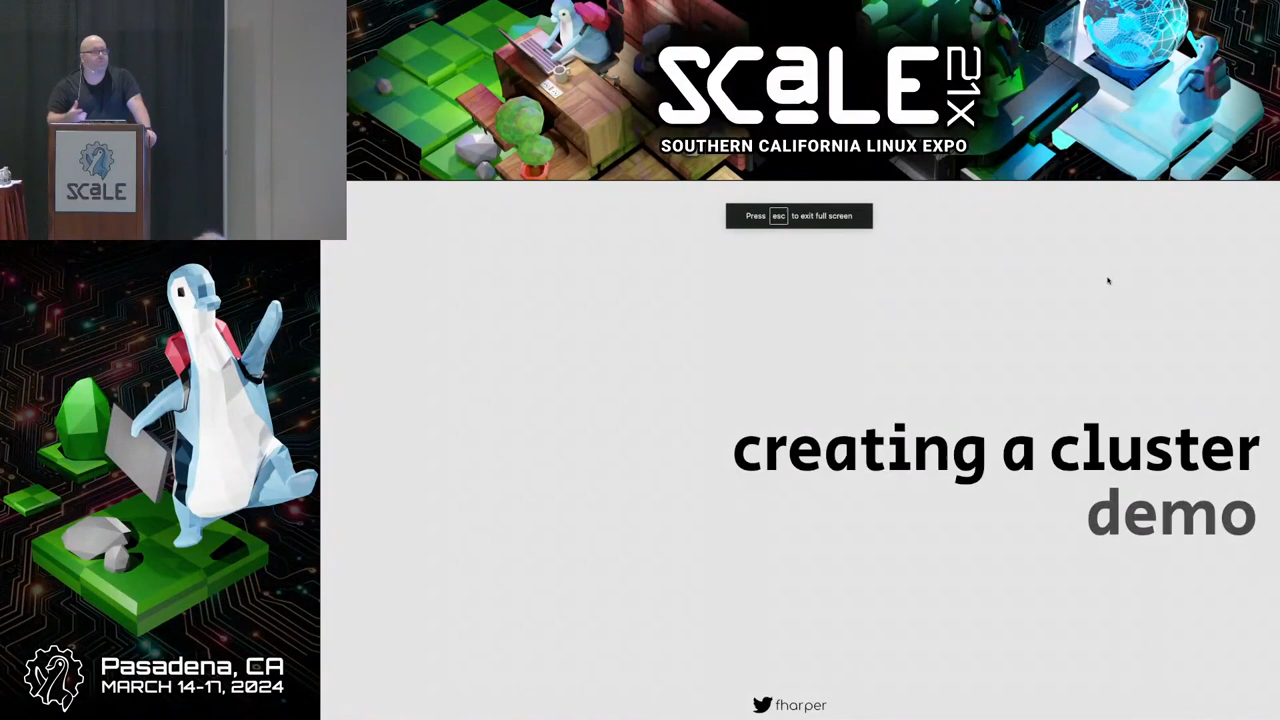 SCaLE
21X
SOUTHERN CALIFORNIA LINUX EXPO
SCaLE
Press esc to exit full screen
creating a cluster
demo
Pasadena, CA
MARCH 14-17, 2024
fharper